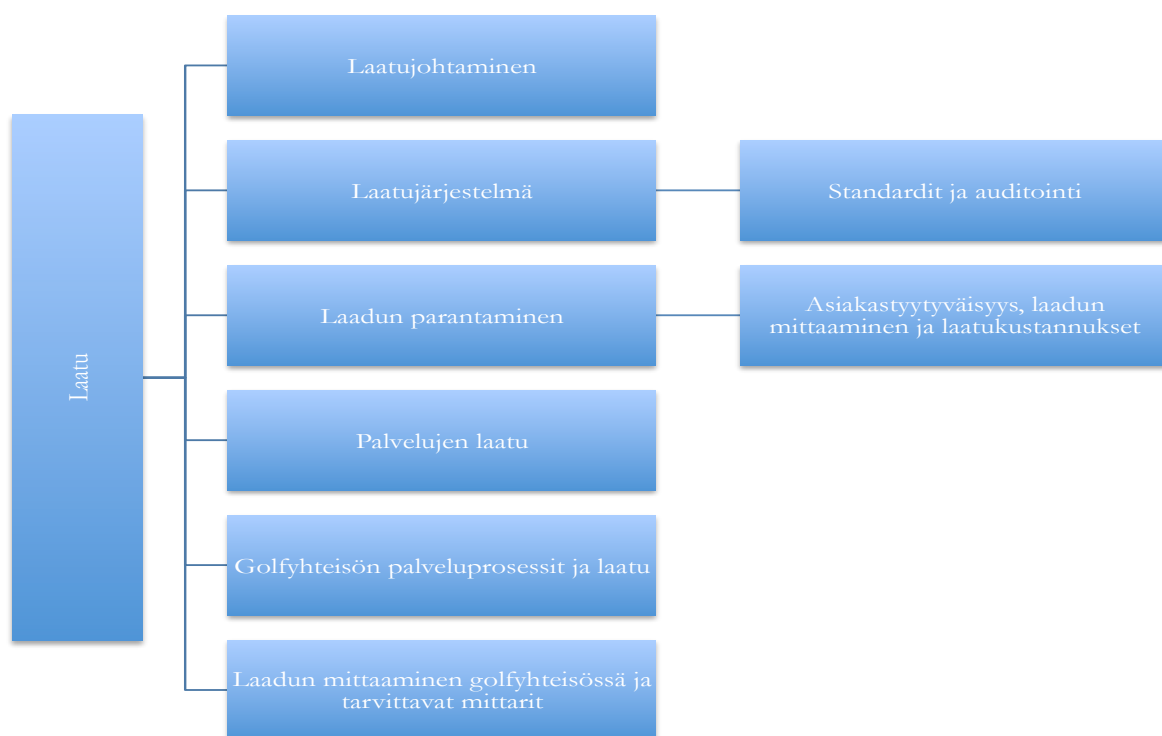 Laatu
Laatujohtaminen
Laatujärjestelmä
Standardit ja auditointi
Laadun parantaminen
Asiakastyytyväisyys, laadun
mittaaminen ja laatukustannukset
Palvelujen laatu
Golfyhteisön palveluprosessit ja laatu
Laadun mittaaminen golfyhteisössä ja
tarvittavat mittarit